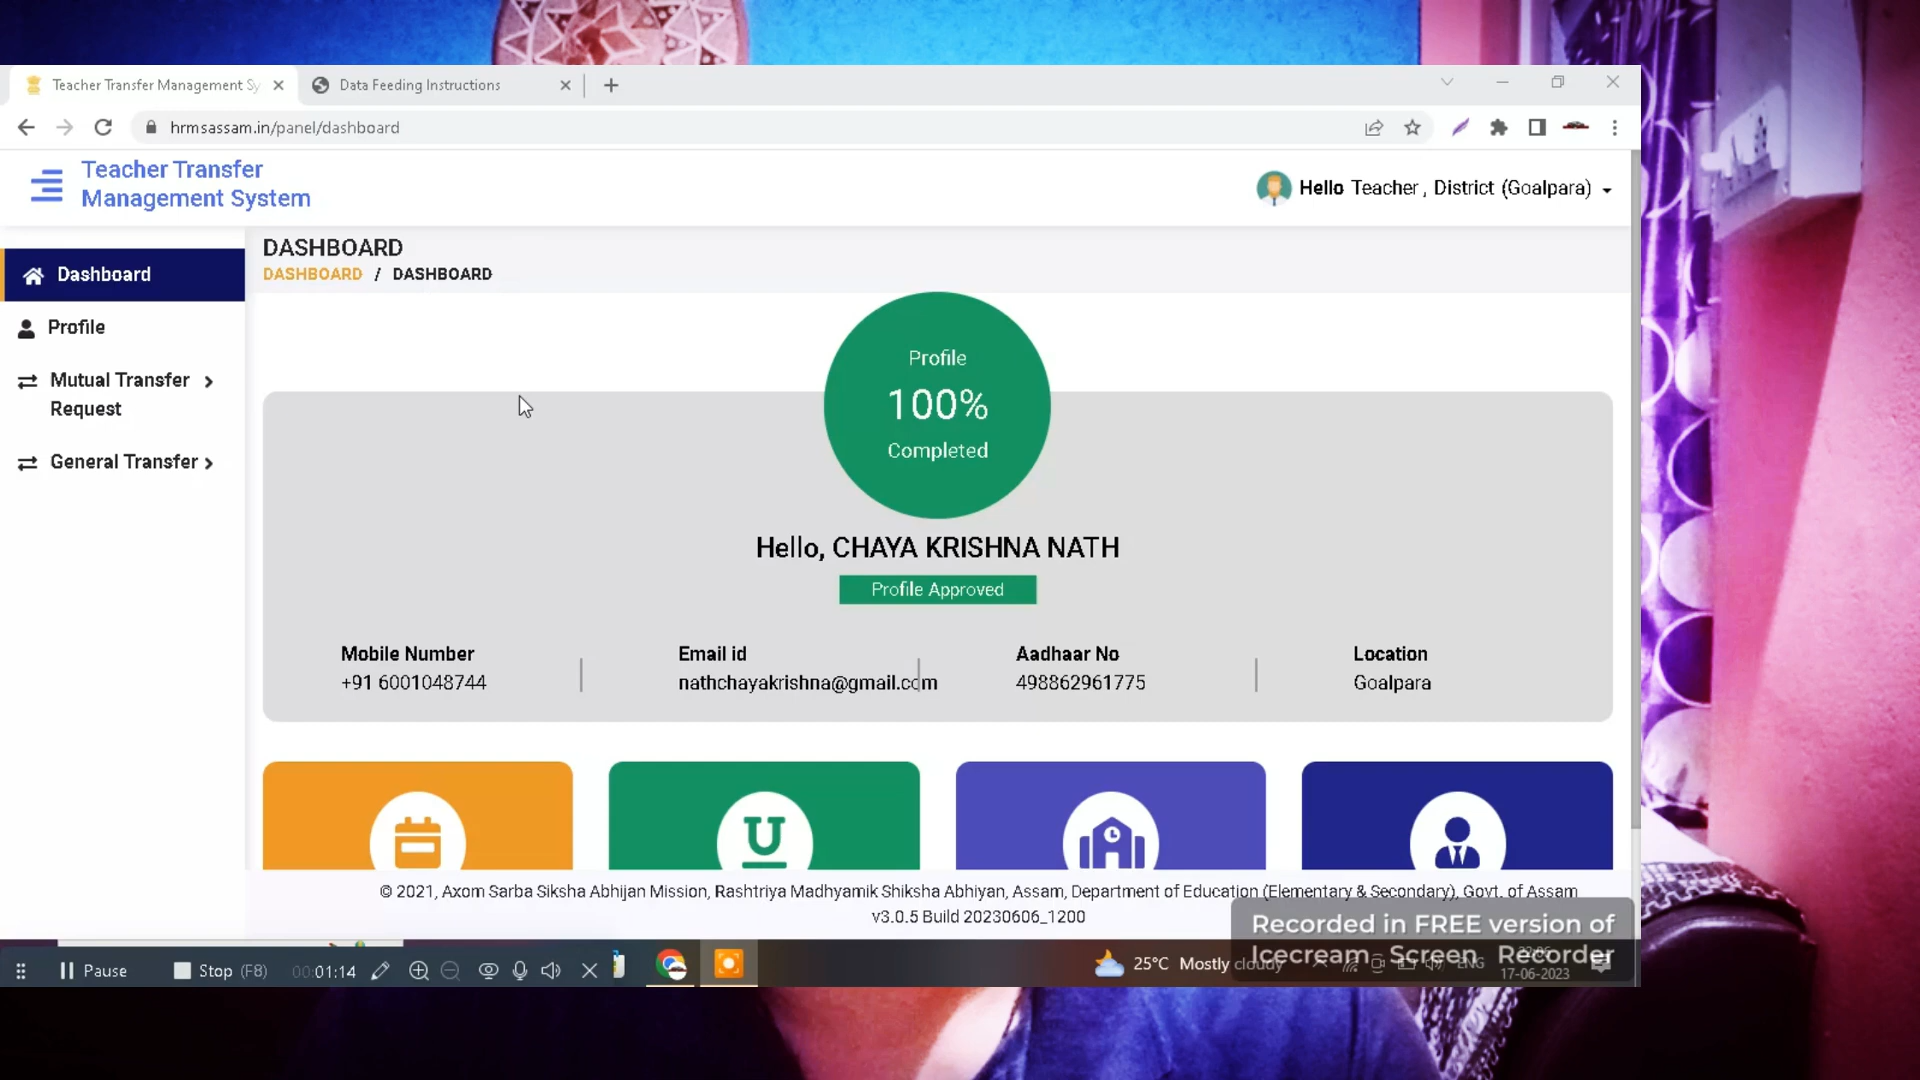 Teacher Transfer Management Sy
Data Feeding Instructions
hrmsassam.in/panel/dashboard
Teacher Transfer
Management System
Hello Teacher , District (Goalpara)
Dashboard
Profile
Mutual Transfer
Request
General Transfer
DASHBOARD
DASHBOARD / DASHBOARD
Profile
100%
Completed
Hello, CHAYA KRISHNA NATH
Profile Approved
Mobile Number
+91 6001048744
Email id
nathchayakrishna@gmail.com
Aadhaar No
498862961775
Location
Goalpara
© 2021, Axom Sarba Siksha Abhijan Mission, Rashtriya Madhyamik Shiksha Abhiyan, Assam, Department of Education (Elementary & Secondary), Govt. of Assam
v3.0.5 Build 20230606_1200
Recorded in FREE version of
Icecream Screen Recorder
Pause
Stop (F8)
00:01:14
25°C Mostly cloudy
ENG
17-06-2023